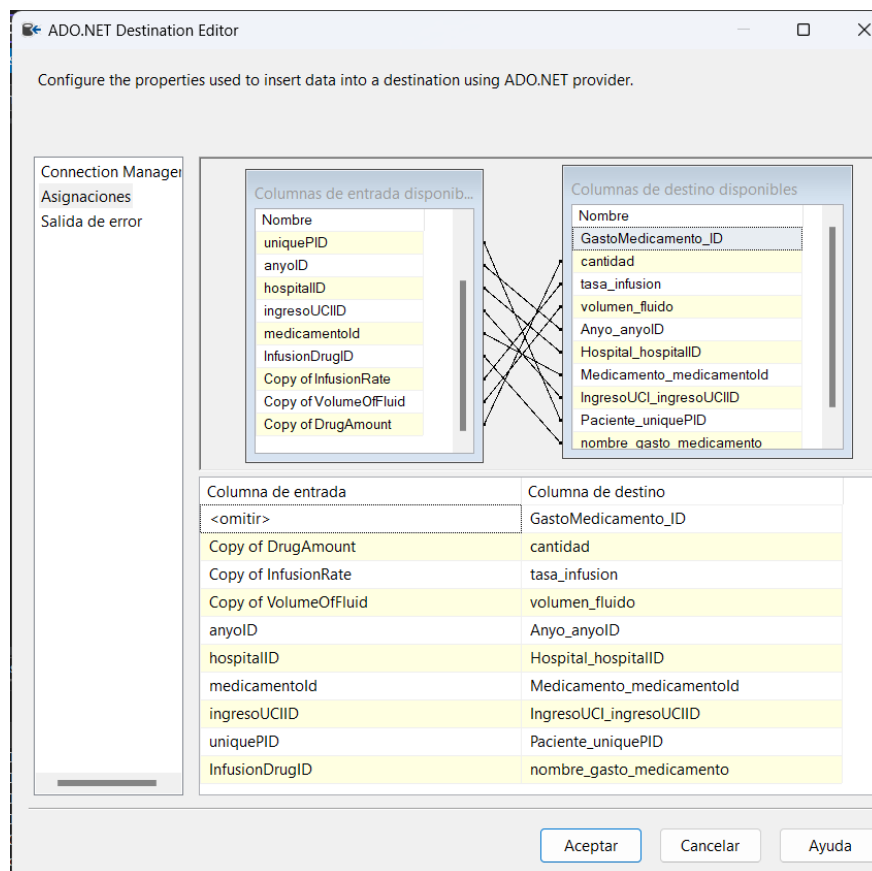 ADO.NET Destination Editor
Configure the properties used to insert data into a destination using ADO.NET provider.
Connection Manager
Asignaciones
Salida de error
Columnas de entrada disponib...
Nombre
uniquePID
anyoID
hospitalID
ingresoUCIID
medicamentoId
InfusionDrugID
Copy of InfusionRate
Copy of VolumeOfFluid
Copy of DrugAmount
Columnas de destino disponibles
Nombre
GastoMedicamento_ID
cantidad
tasa_infusion
volumen_fluido
Anyo_anyoID
Hospital_hospitalID
Medicamento_medicamentoId
IngresoUCI_ingresoUCIID
Paciente_uniquePID
nombre_gasto_medicamento
Columna de entrada Columna de destino
<omitir> GastoMedicamento_ID
Copy of DrugAmount cantidad
Copy of InfusionRate tasa_infusion
Copy of VolumeOfFluid volumen_fluido
anyoID Anyo_anyoID
hospitalID Hospital_hospitalID
medicamentoId Medicamento_medicamentoId
ingresoUCIID IngresoUCI_ingresoUCIID
uniquePID Paciente_uniquePID
InfusionDrugID nombre_gasto_medicamento
Aceptar Cancelar Ayuda